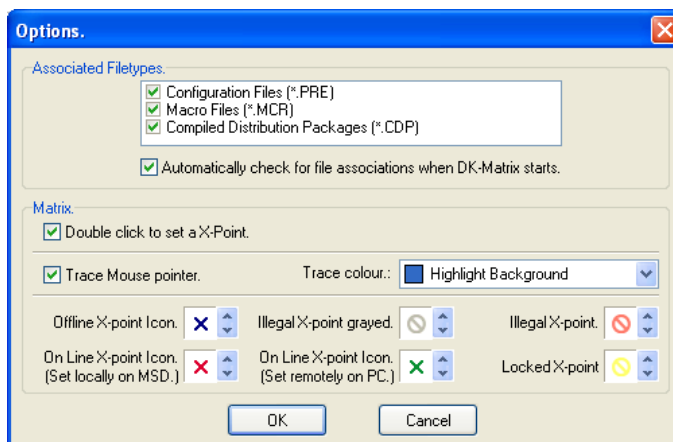 Options.
Associated Filetypes.
Configuration Files (*.PRE)
Macro Files (*.MCR)
Compiled Distribution Packages (*.CDP)
Automatically check for file associations when DK-Matrix starts.
Matrix.
Double click to set a X-Point.
Trace Mouse pointer.
Trace colour.: Highlight Background
Offline X-point Icon.
Illegal X-point grayed.
Illegal X-point.
On Line X-point Icon.
(Set locally on MSD.)
On Line X-point Icon.
(Set remotely on PC.)
Locked X-point
OK
Cancel